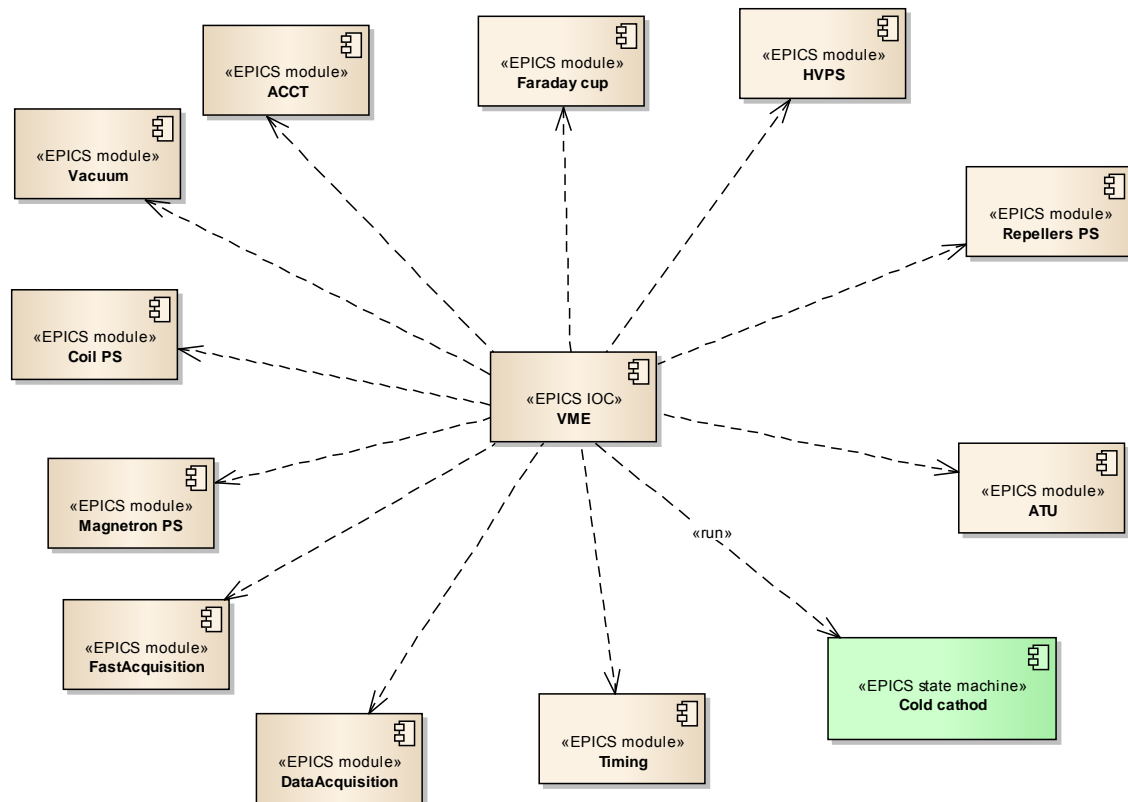 «EPICS module»
ACCT
«EPICS module»
Faraday cup
«EPICS module»
HVPS
«EPICS module»
Vacuum
«EPICS module»
Repellers PS
«EPICS module»
Coil PS
«EPICS IOC»
VME
«EPICS module»
Magnetron PS
«EPICS module»
ATU
«run»
«EPICS module»
FastAcquisition
«EPICS state machine»
Cold cathod
«EPICS module»
Timing
«EPICS module»
DataAcquisition